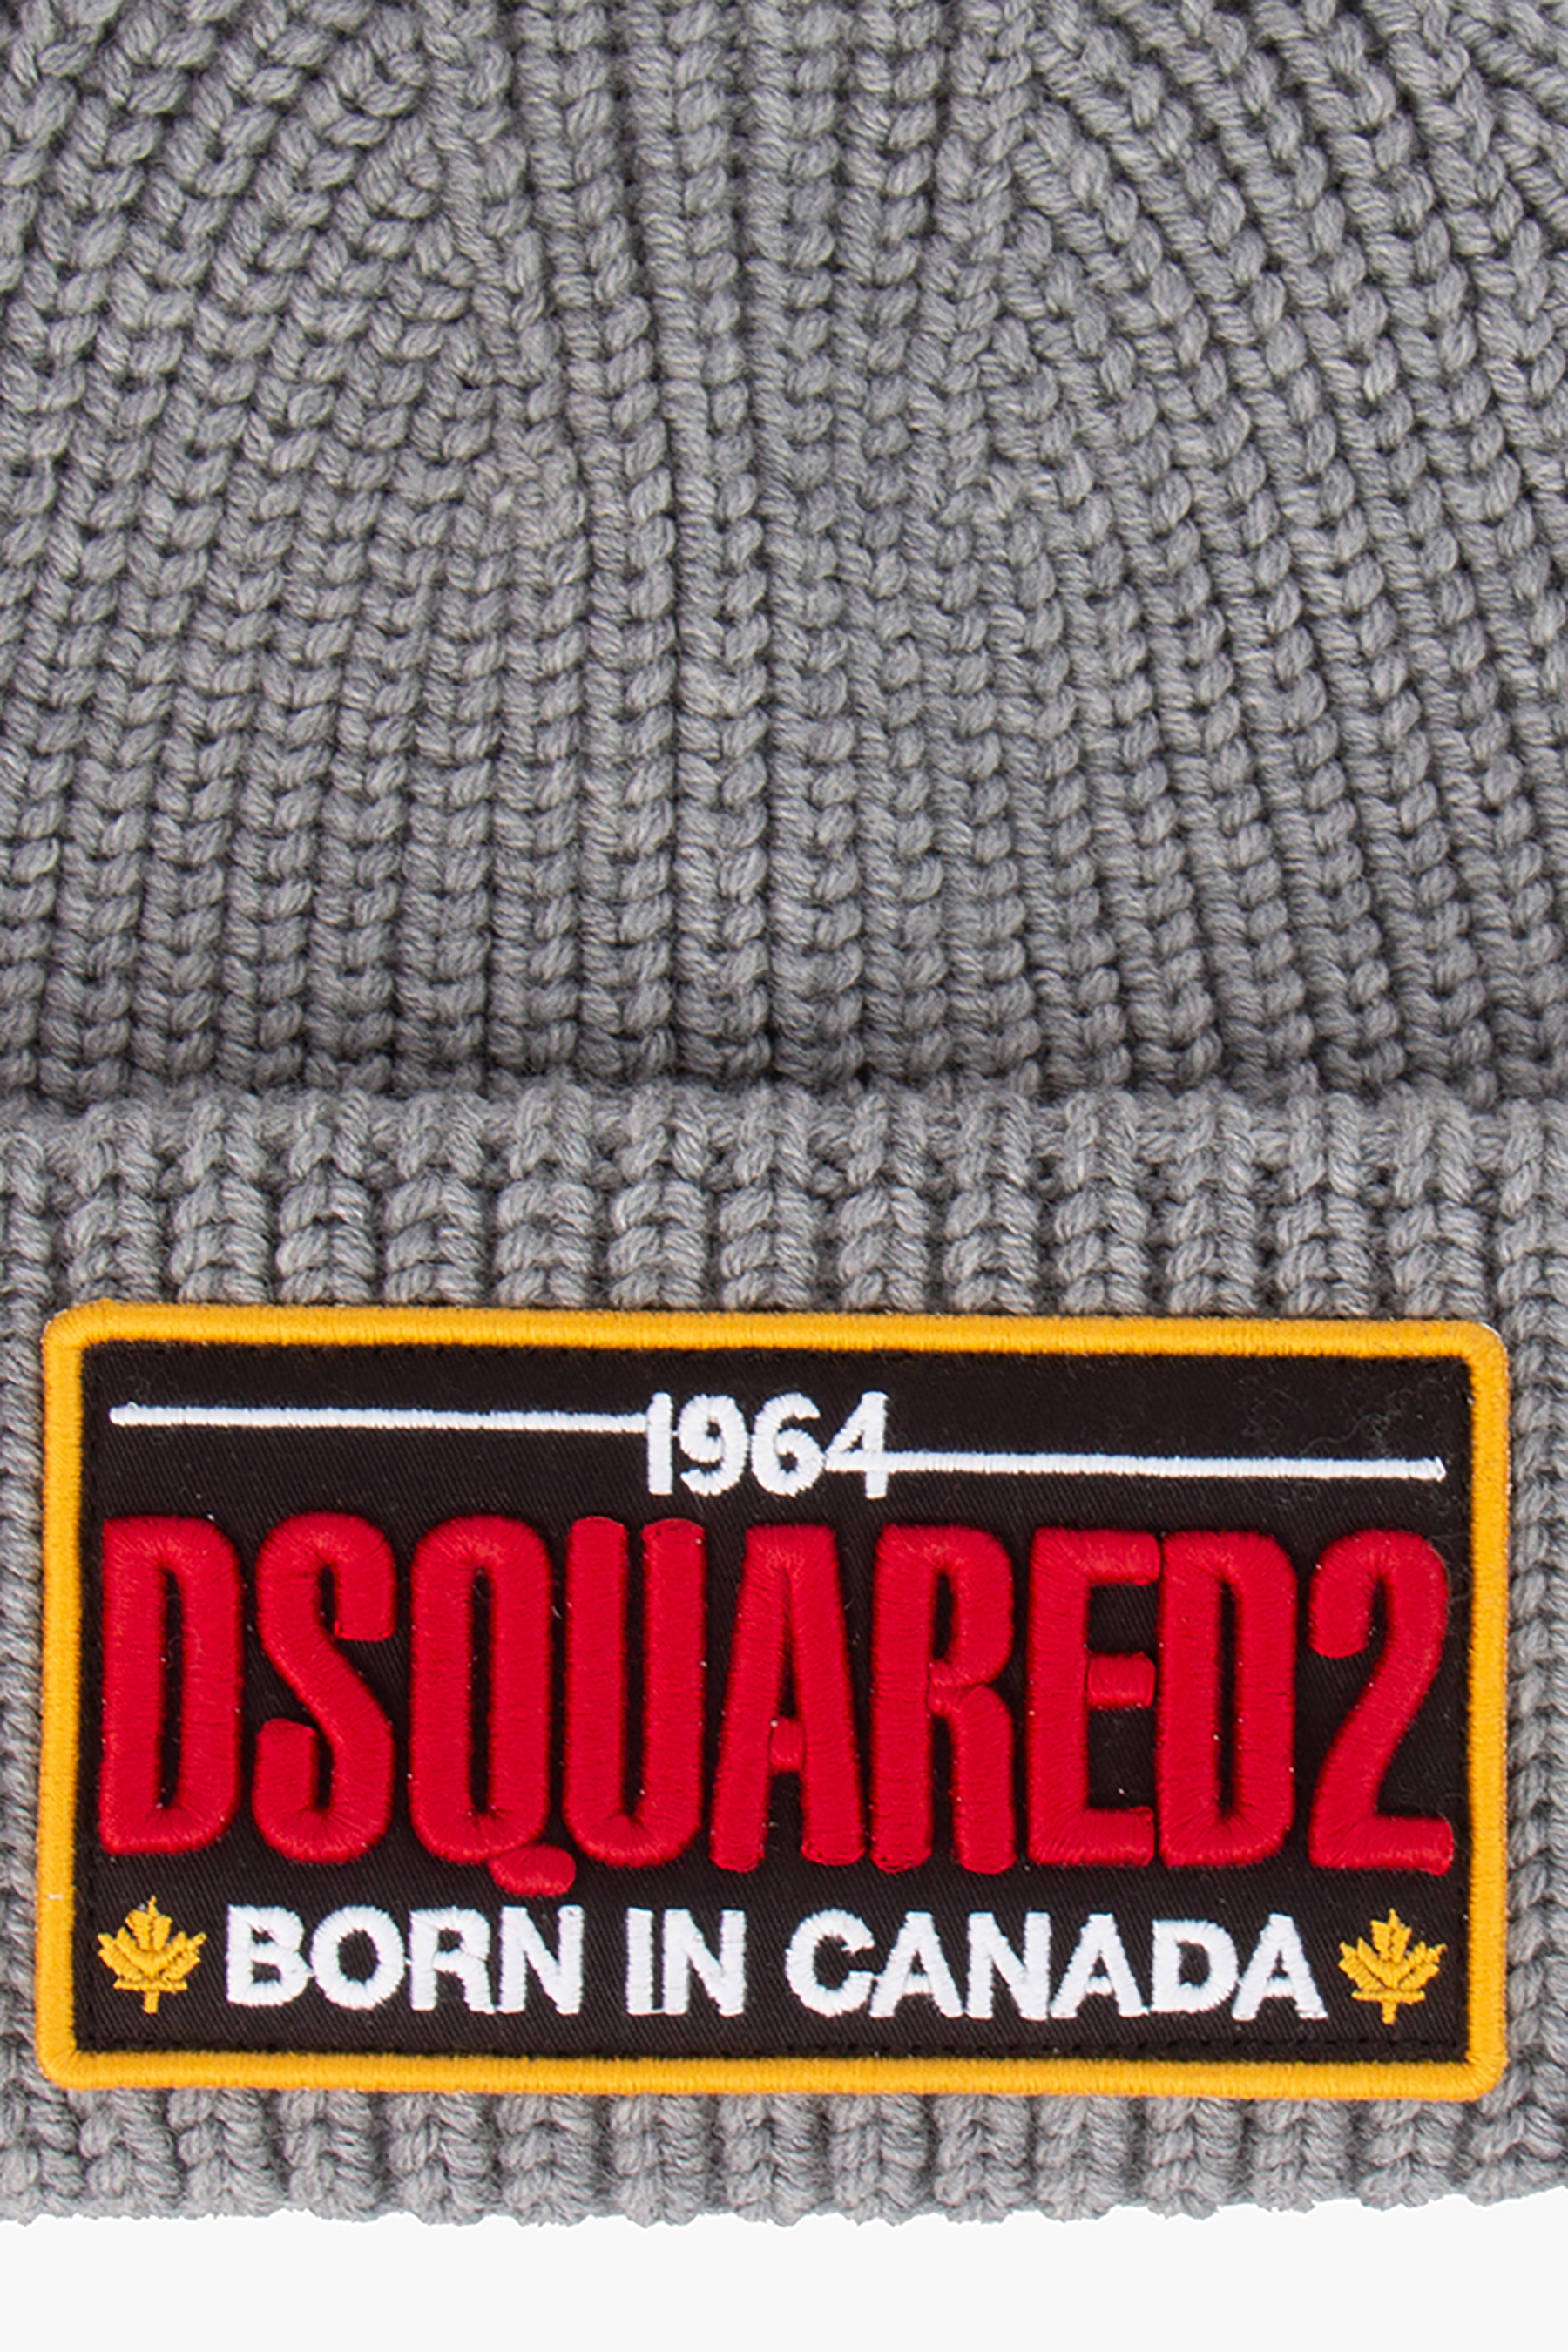 1964
DSQUARED2
BORN IN CANADA